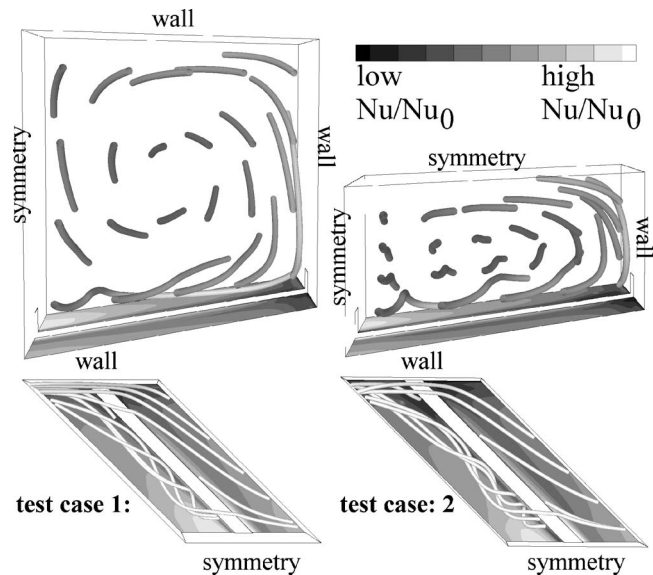 wall
low
Nu/Nu0
high
Nu/Nu0
symmetry
wall
symmetry
symmetry
wall
wall
wall
test case 1:
test case: 2
symmetry
symmetry